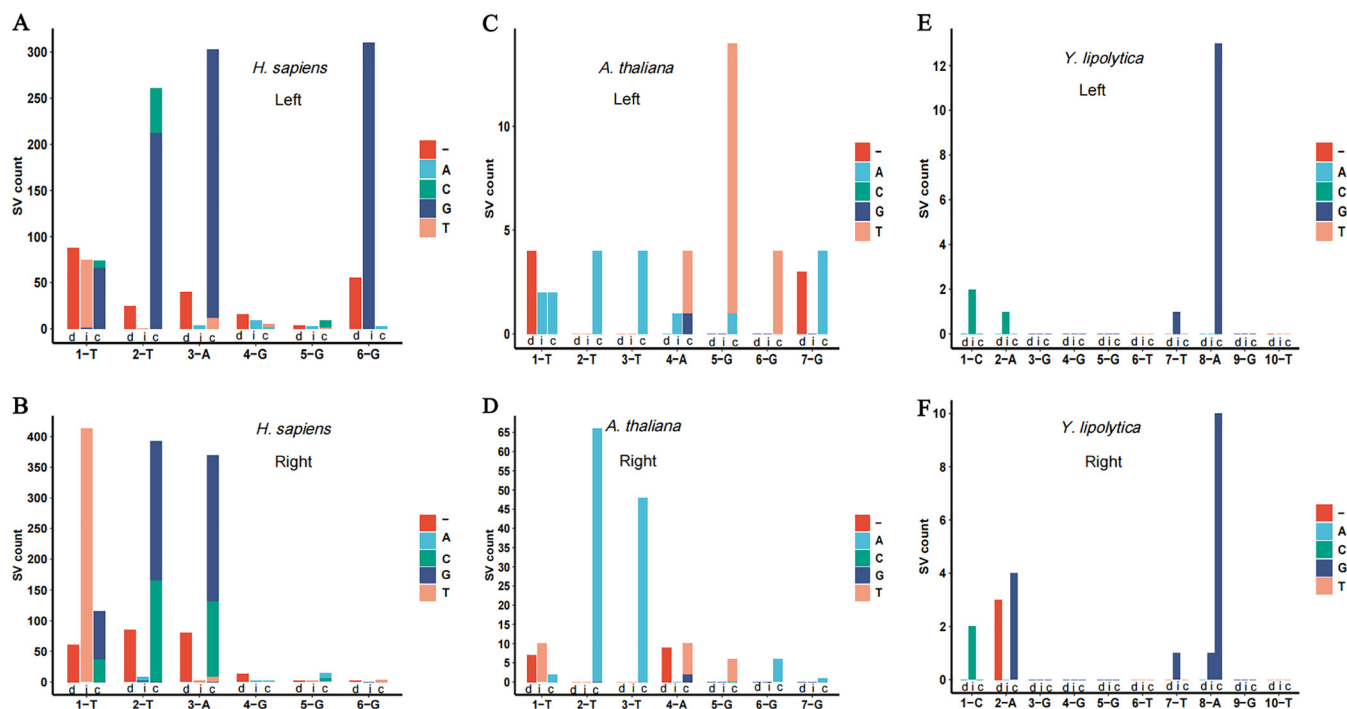 A
H. sapiens
Left
SV count
300
250
200
150
100
50
0
d i c d i c d i c d i c d i c d i c
1-T 2-T 3-A 4-G 5-G 6-G
–
A
C
G
T
C
A. thaliana
Left
SV count
10
5
0
d i c d i c d i c d i c d i c d i c d i c
1-T 2-T 3-T 4-A 5-G 6-G 7-G
–
A
C
G
T
E
Y. lipolytica
Left
SV count
12
10
8
6
4
2
0
d i c d i c d i c d i c d i c d i c d i c d i c d i c d i c
1-C 2-A 3-G 4-G 5-G 6-T 7-T 8-A 9-G 10-T
–
A
C
G
T
B
H. sapiens
Right
SV count
400
350
300
250
200
150
100
50
0
d i c d i c d i c d i c d i c d i c
1-T 2-T 3-A 4-G 5-G 6-G
–
A
C
G
T
D
A. thaliana
Right
SV count
65
60
55
50
45
40
35
30
25
20
15
10
5
0
d i c d i c d i c d i c d i c d i c d i c
1-T 2-T 3-T 4-A 5-G 6-G 7-G
–
A
C
G
T
F
Y. lipolytica
Right
SV count
10
8
6
4
2
0
d i c d i c d i c d i c d i c d i c d i c d i c d i c d i c
1-C 2-A 3-G 4-G 5-G 6-T 7-T 8-A 9-G 10-T
–
A
C
G
T